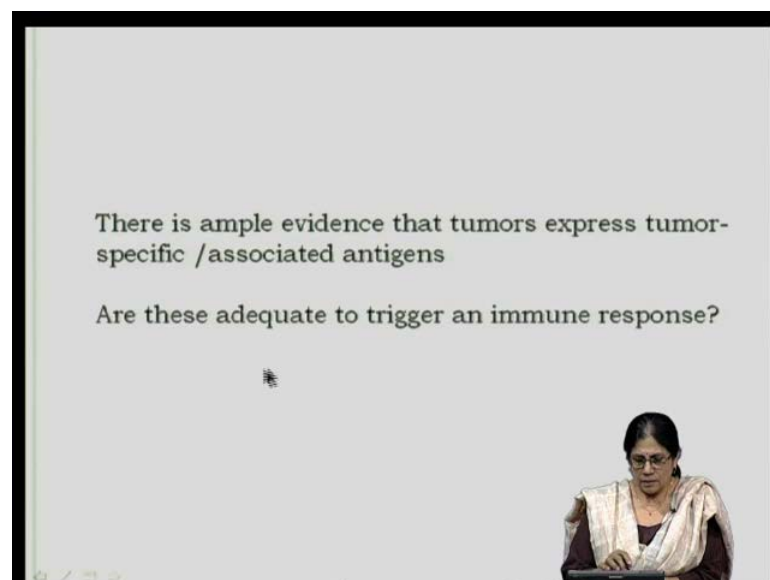 There is ample evidence that tumors express tumor-
specific /associated antigens
Are these adequate to trigger an immune response?